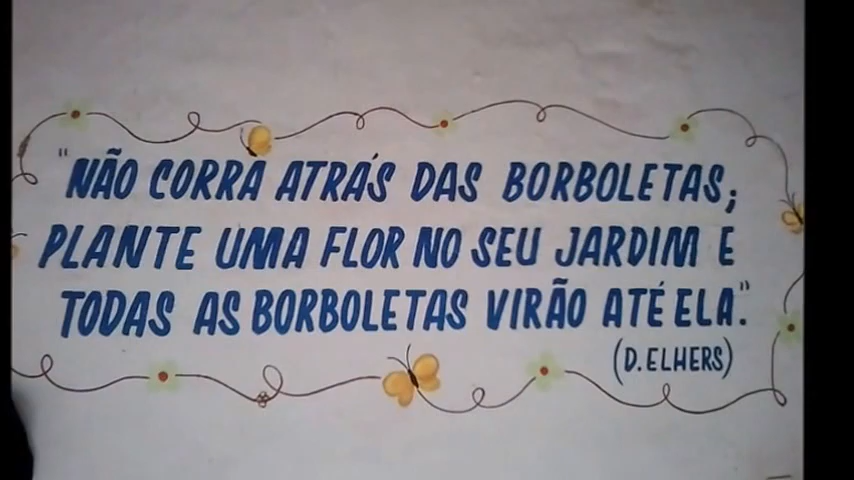 "NÃO CORRA ATRÁS DAS BORBOLETAS;
PLANTE UMA FLOR NO SEU JARDIM E
TODAS AS BORBOLETAS VIRÃO ATÉ ELA."
(D. ELHERS)